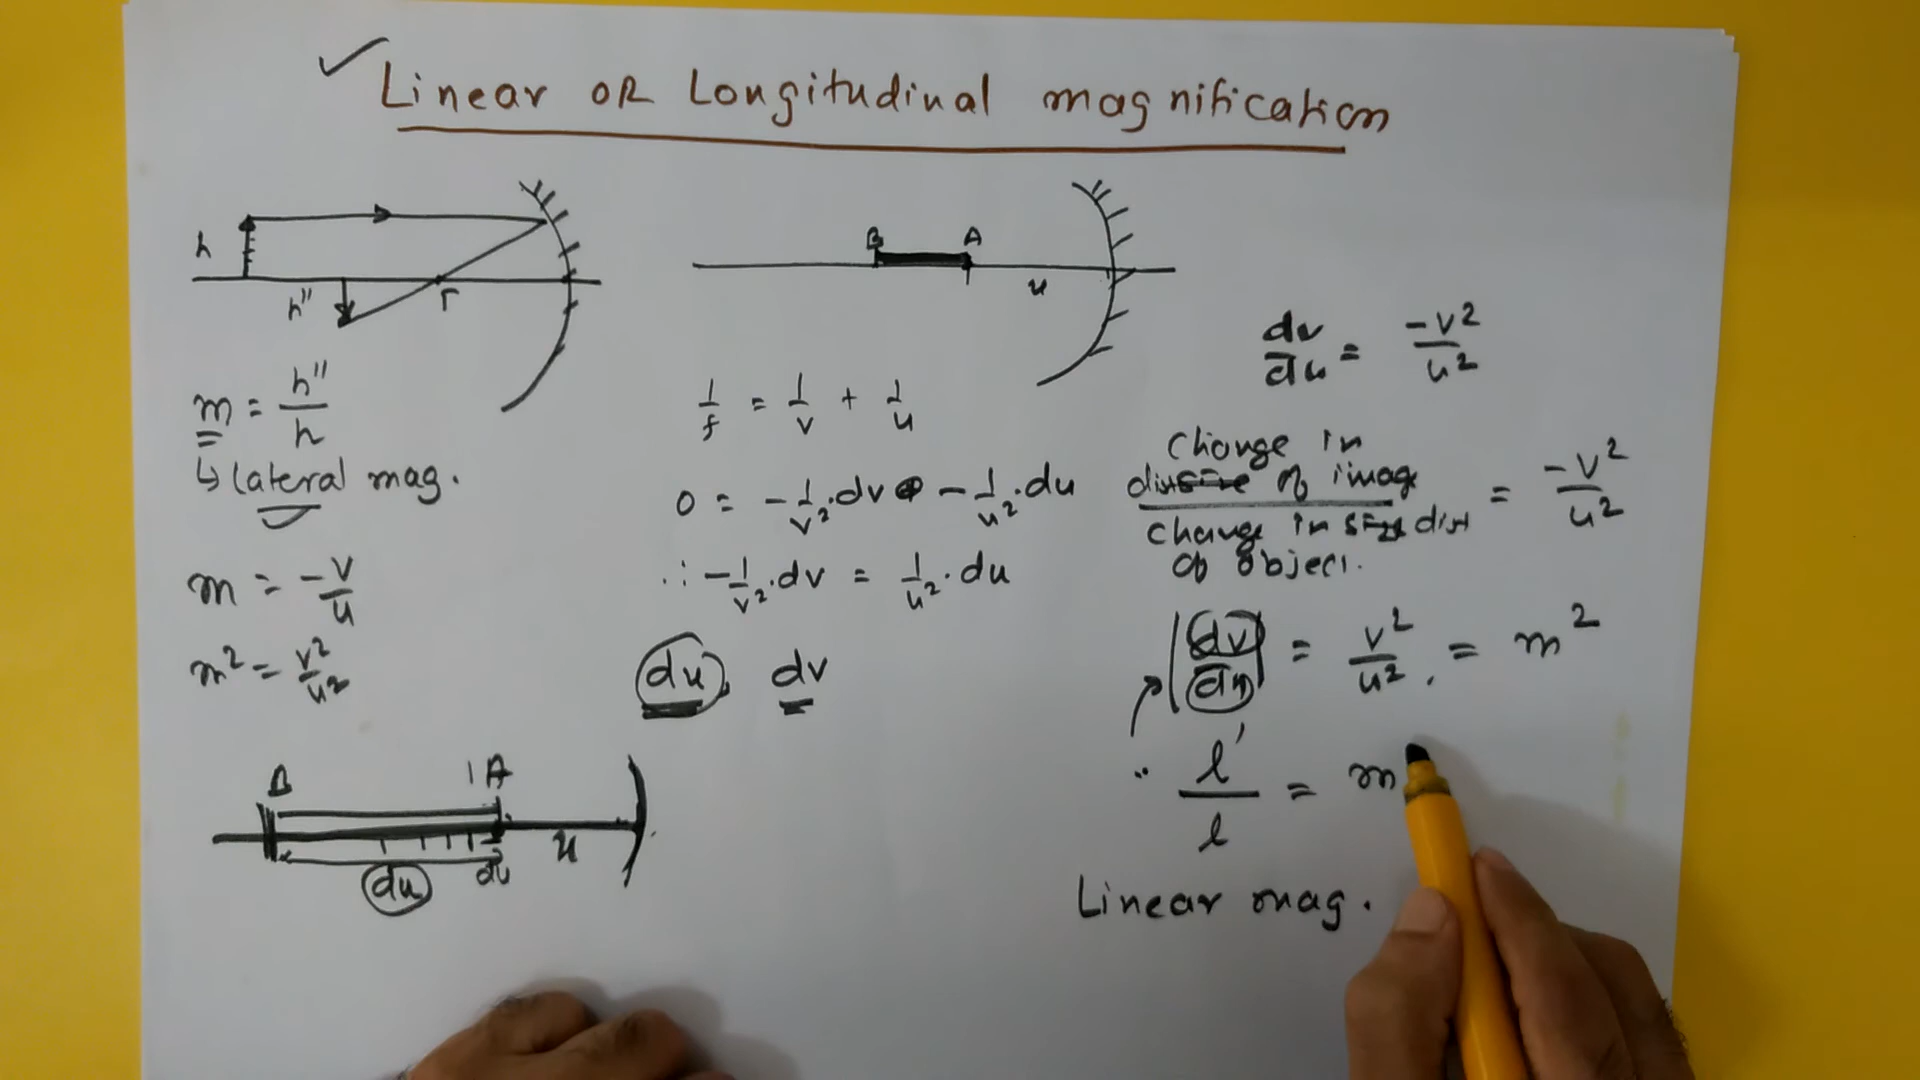 Linear OR Longitudinal magnification
h
h"
F
m = h"/h
↳ lateral mag.
m = -v/u
m² = v²/u²
B A
u
1/f = 1/v + 1/u
0 = -1/v².dv - 1/u².du
∴ -1/v².dv = 1/u².du
du, dv
B A
u
du
du
dv/du = -v²/u²
Change in
of image
change in dist
of object.
= -v²/u²
|dv/du| = v²/u². = m²
l'/l = m
Linear mag.